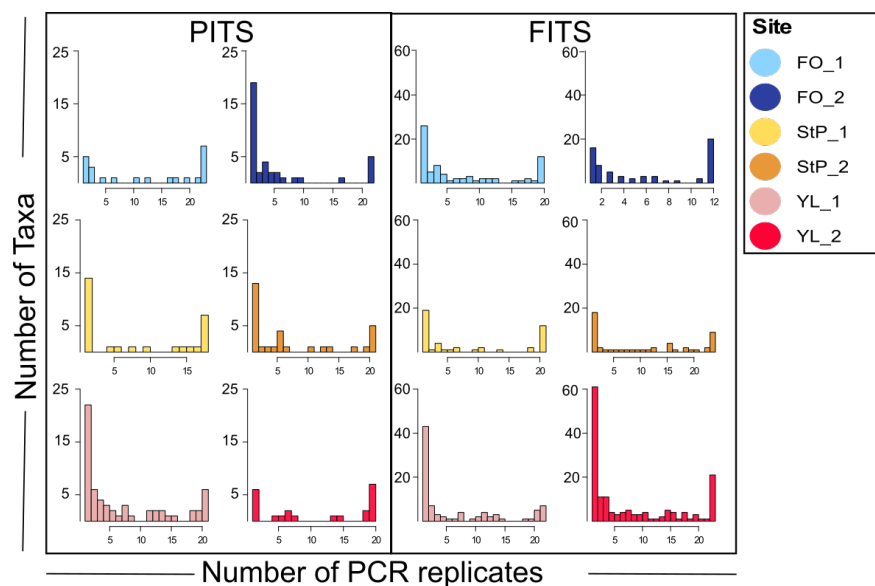 PITS FITS
Site
FO_1
FO_2
StP_1
StP_2
YL_1
YL_2
Number of Taxa
25 25 60 60
15 15 40 40
5 5 20 20
5 10 15 20 5 10 15 20 5 10 15 20 2 4 6 8 10 12
25 25 60 60
15 15 40 40
5 5 20 20
5 10 15 5 10 15 20 5 10 15 20 5 10 15 20
25 25 60 60
15 15 40 40
5 5 20 20
5 10 15 20 5 10 15 20 5 10 15 20 5 10 15 20
Number of PCR replicates